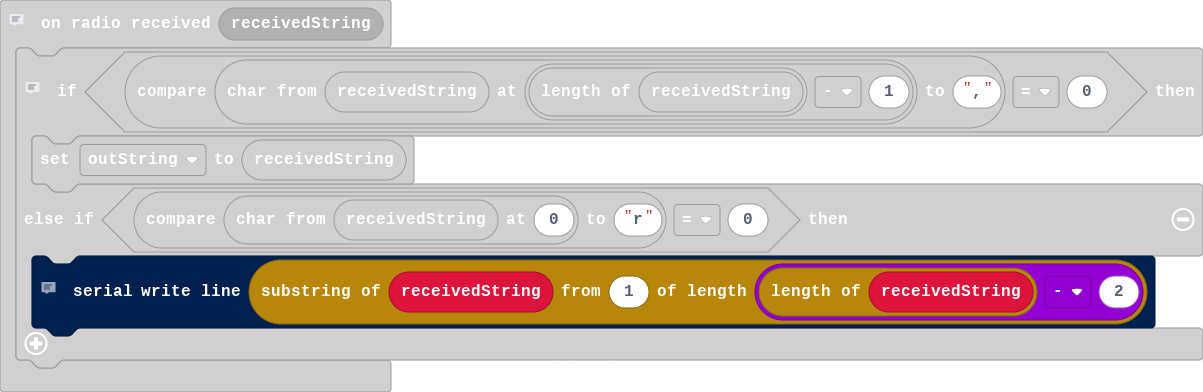 on radio received receivedString
if compare char from receivedString at length of receivedString - 1 to "," = 0 then
set outString to receivedString
else if compare char from receivedString at 0 to "r" = 0 then
serial write line substring of receivedString from 1 of length length of receivedString - 2